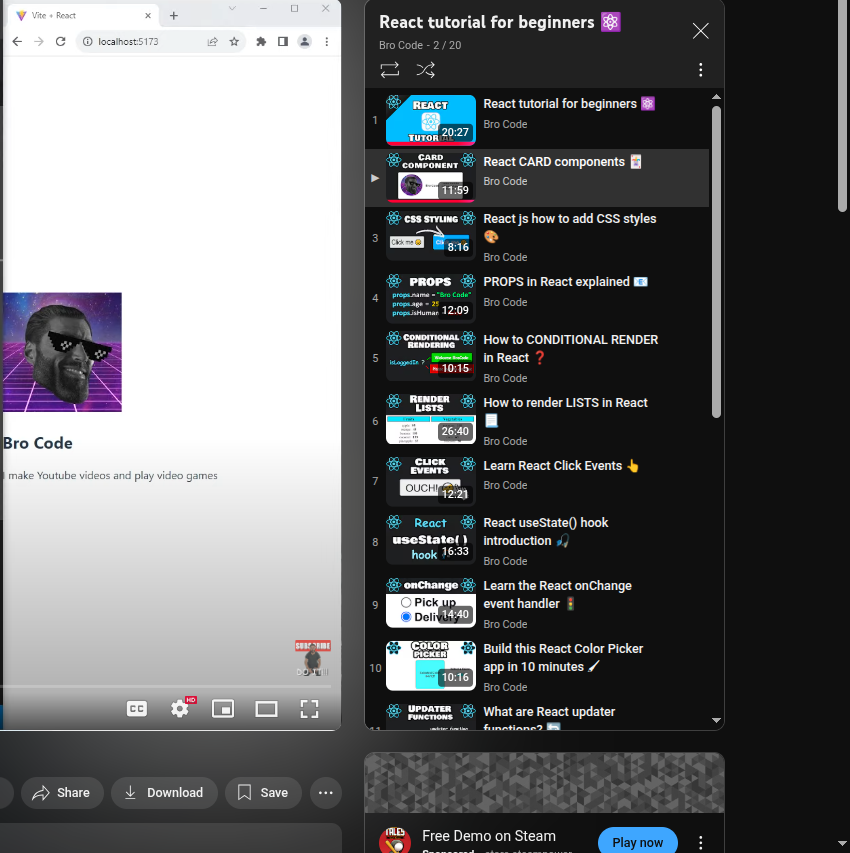 Vite + React
localhost:5173
Bro Code
I make Youtube videos and play video games
SUBSCRIBE
CC
HD
Share
Download
Save
React tutorial for beginners ⚛
Bro Code - 2 / 20
1
REACT
TUTORIAL
20:27
React tutorial for beginners ⚛
Bro Code
CARD
COMPONENT
11:59
React CARD components 🃏
Bro Code
3
CSS STYLING
Click me
8:16
React js how to add CSS styles
🎨
Bro Code
4
PROPS
props.name = "Bro Code"
props.age = 25
props.isHuman
12:09
PROPS in React explained 📧
Bro Code
5
CONDITIONAL
RENDERING
isLoggedIn ?
Welcome BroCode
10:15
How to CONDITIONAL RENDER
in React ❓
Bro Code
6
RENDER
LISTS
26:40
How to render LISTS in React
📃
Bro Code
7
CLICK
EVENTS
OUCH!
12:21
Learn React Click Events 👆
Bro Code
8
React
useState( )
hook
16:33
React useState() hook
introduction 🎣
Bro Code
9
onChange
Pick up
Delivery
14:40
Learn the React onChange
event handler 🚦
Bro Code
10
COLOR
PICKER
10:16
Build this React Color Picker
app in 10 minutes 🖌
Bro Code
11
UPDATER
FUNCTIONS
What are React updater
functions? 🔄
TALES
Free Demo on Steam
Sponsored
Play now